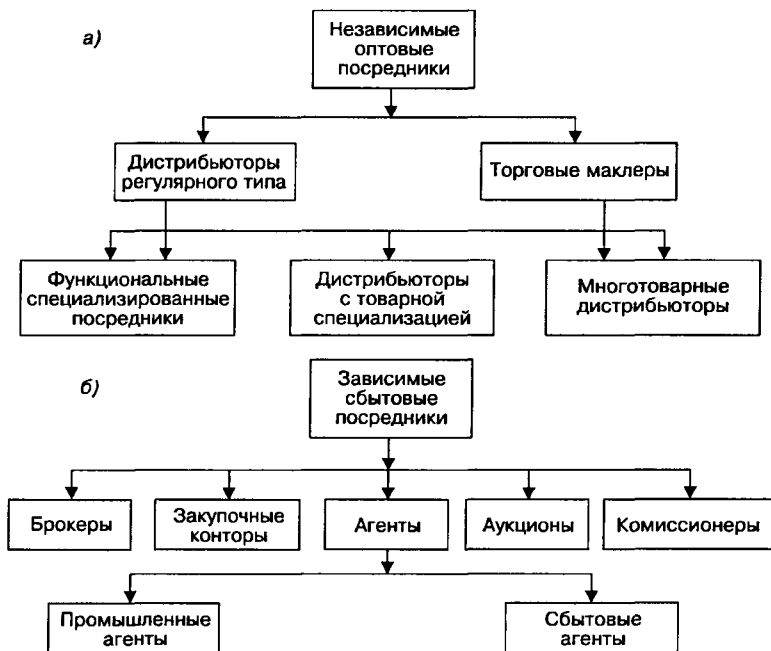 а)
Независимые
оптовые
посредники
Дистрибьюторы
регулярного типа
Торговые маклеры
Функциональные
специализированные
посредники
Дистрибьюторы
с товарной
специализацией
Многотоварные
дистрибьюторы
б)
Зависимые
сбытовые
посредники
Брокеры
Закупочные
конторы
Агенты
Аукционы
Комиссионеры
Промышленные
агенты
Сбытовые
агенты